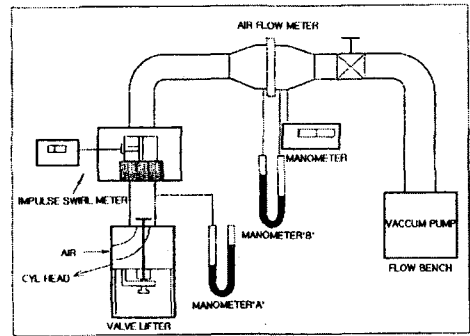 AIR FLOW METER
MANOMETER
IMPULSE SWIRL METER
MANOMETER'B'
VACCUM PUMP
AIR
FLOW BENCH
CYL HEAD
MANOMETER'A'
VALVE LIFTER